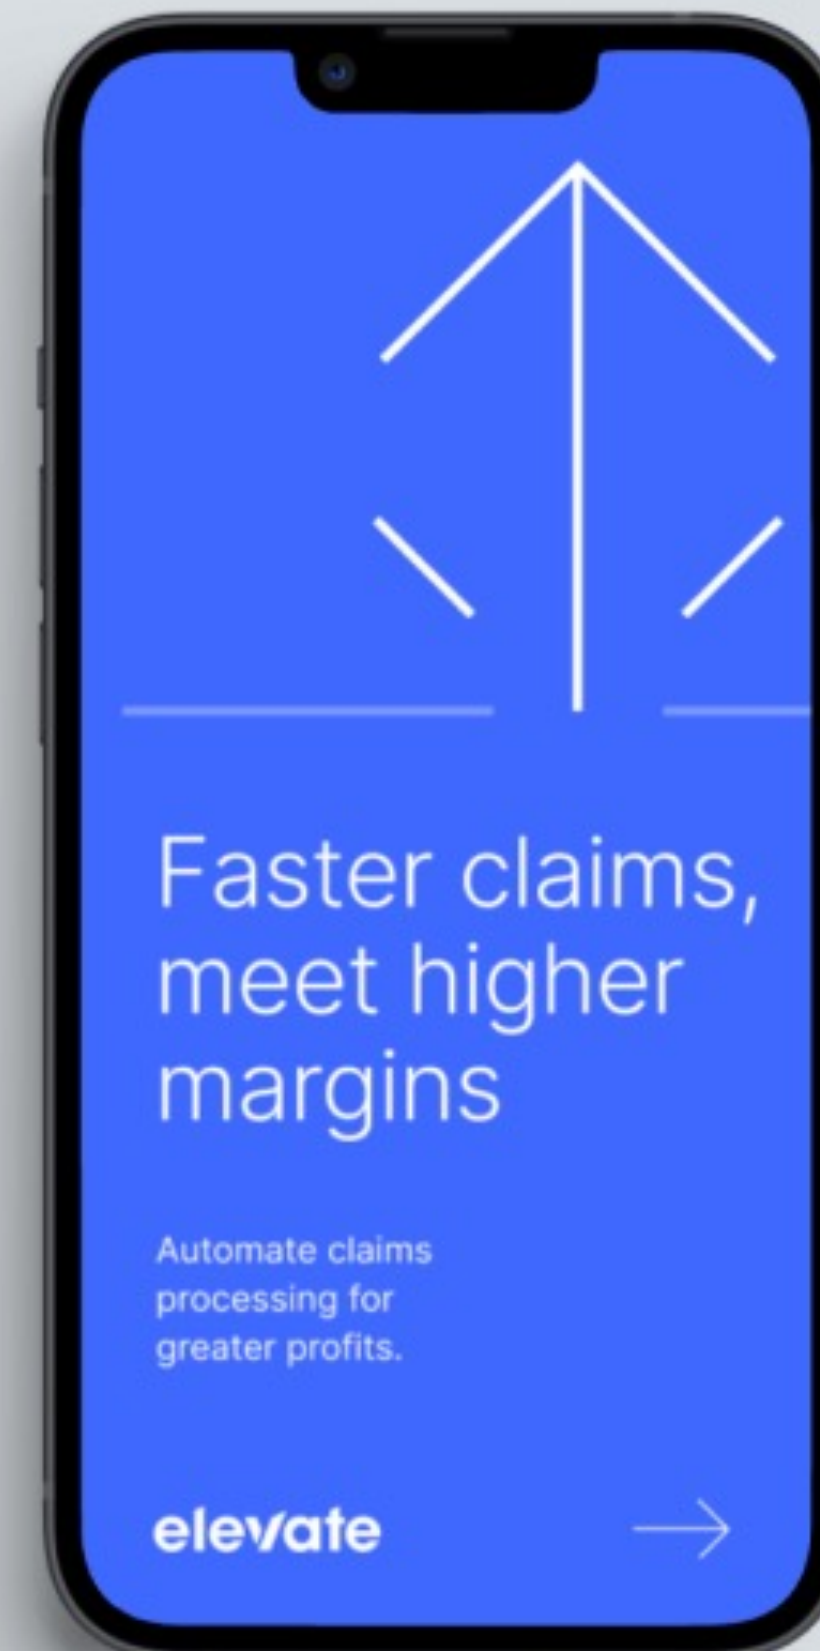 Faster claims,
meet higher
margins
Automate claims
processing for
greater profits.
elevate